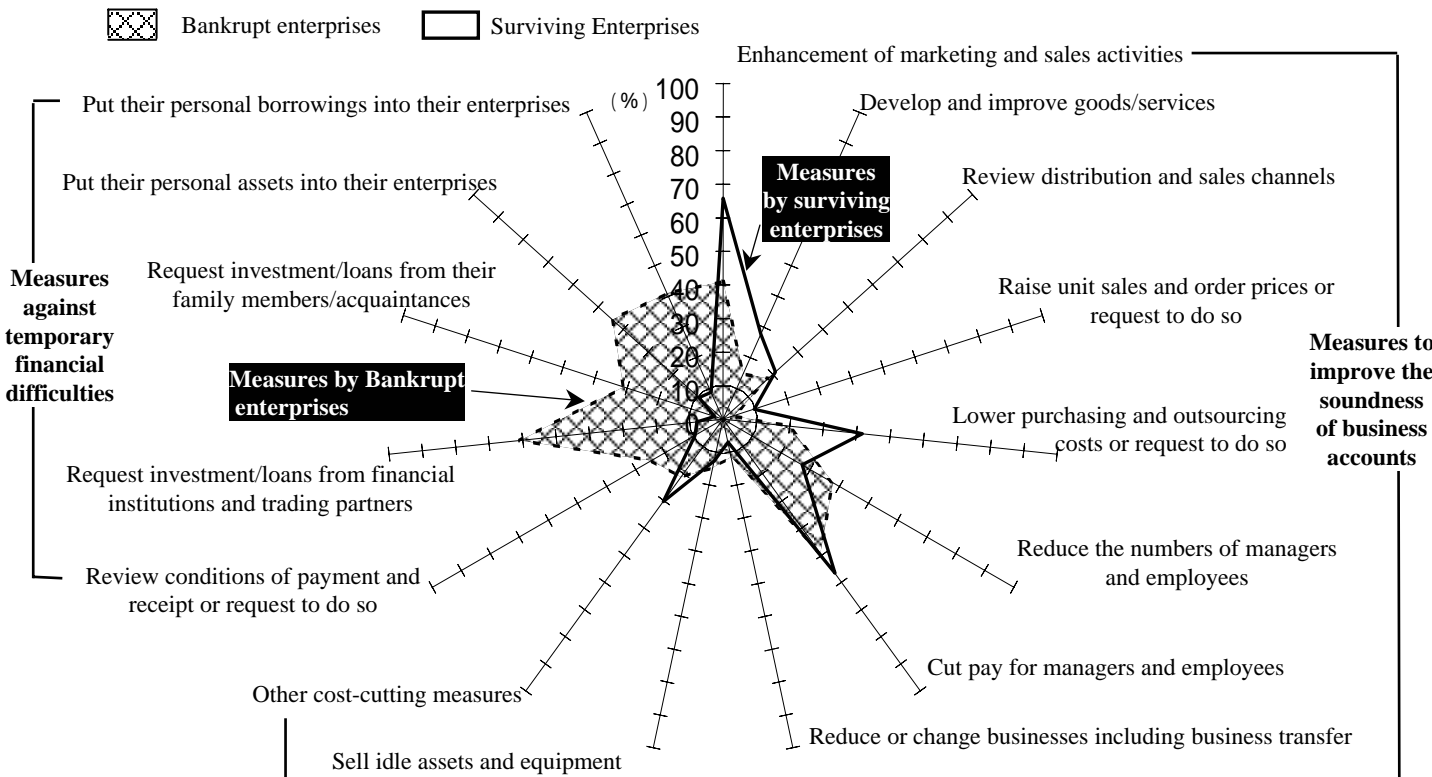 Bankrupt enterprises
Surviving Enterprises
Enhancement of marketing and sales activities
Put their personal borrowings into their enterprises
(%)
100
90
80
70
60
50
40
30
20
10
0
Develop and improve goods/services
Put their personal assets into their enterprises
Measures
by surviving
enterprises
Review distribution and sales channels
Measures
against
temporary
financial
difficulties
Request investment/loans from their
family members/acquaintances
Raise unit sales and order prices or
request to do so
Measures to
improve the
soundness
of business
accounts
Measures by Bankrupt
enterprises
Lower purchasing and outsourcing
costs or request to do so
Request investment/loans from financial
institutions and trading partners
Reduce the numbers of managers
and employees
Review conditions of payment and
receipt or request to do so
Cut pay for managers and employees
Other cost-cutting measures
Reduce or change businesses including business transfer
Sell idle assets and equipment